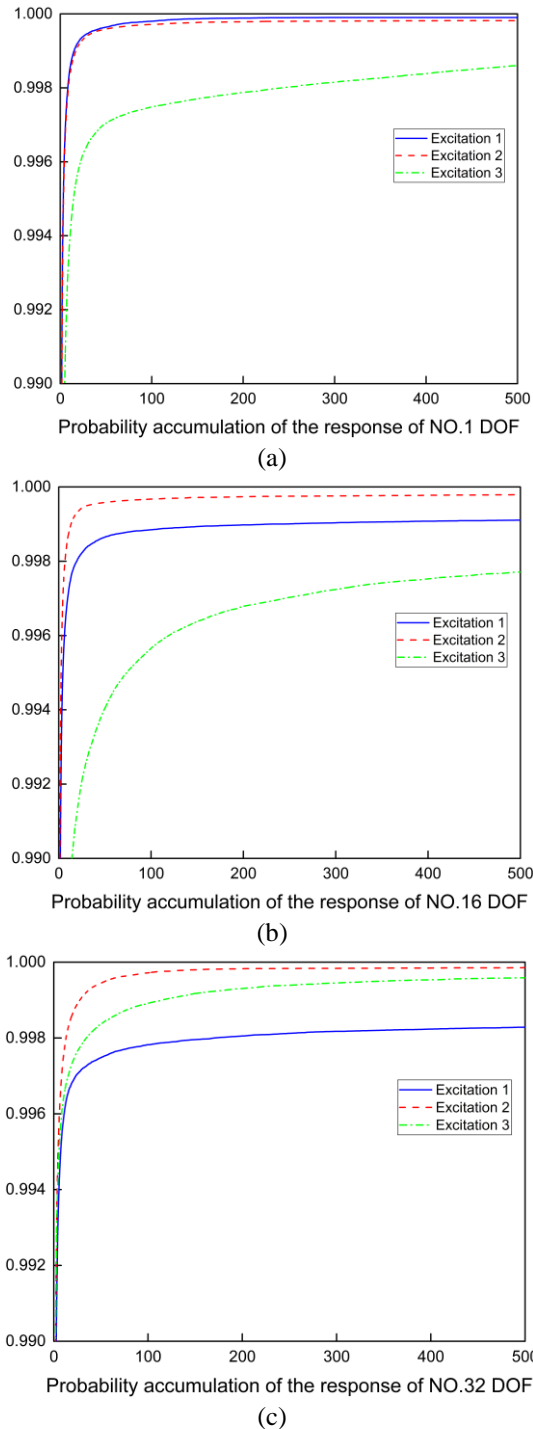 1.000
0.998
0.996
0.994
0.992
0.990
Excitation 1
Excitation 2
Excitation 3
0 100 200 300 400 500
Probability accumulation of the response of NO.1 DOF
(a)
1.000
0.998
0.996
0.994
0.992
0.990
Excitation 1
Excitation 2
Excitation 3
0 100 200 300 400 500
Probability accumulation of the response of NO.16 DOF
(b)
1.000
0.998
0.996
0.994
0.992
0.990
Excitation 1
Excitation 2
Excitation 3
0 100 200 300 400 500
Probability accumulation of the response of NO.32 DOF
(c)